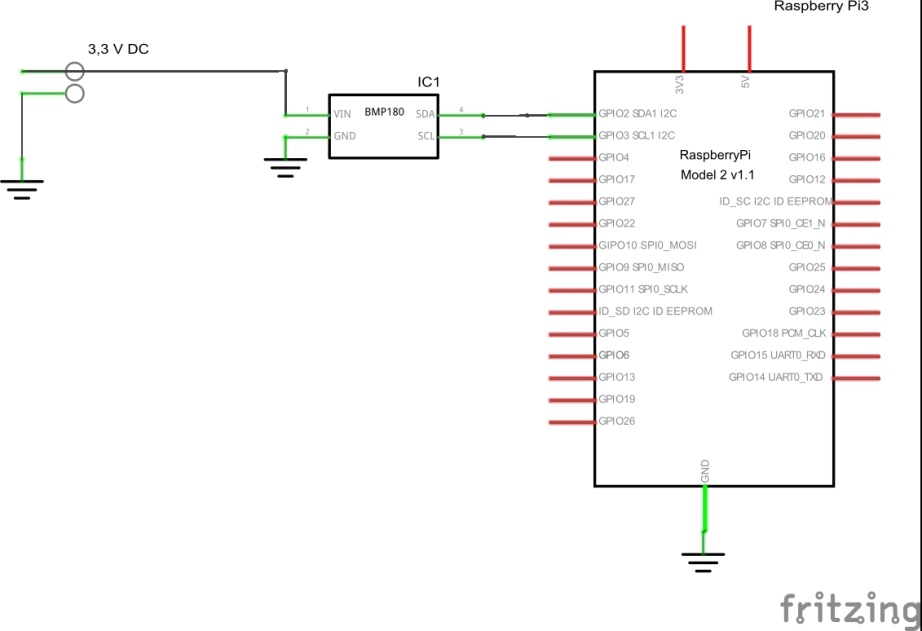 Raspberry Pi3
3,3 V DC
IC1
3V3
5V
1
VIN
BMP180
SDA
4
2
GND
SCL
3
GPIO2 SDA1 I2C
GPIO3 SCL1 I2C
GPIO4
GPIO17
GPIO27
GPIO22
GIPO10 SPI0_MOSI
GPIO9 SPI0_MISO
GPIO11 SPI0_SCLK
ID_SD I2C ID EEPROM
GPIO5
GPIO6
GPIO13
GPIO19
GPIO26
RaspberryPi
Model 2 v1.1
GPIO21
GPIO20
GPIO16
GPIO12
ID_SC I2C ID EEPROM
GPIO7 SPI0_CE1_N
GPIO8 SPI0_CE0_N
GPIO25
GPIO24
GPIO23
GPIO18 PCM_CLK
GPIO15 UART0_RXD
GPIO14 UART0_TXD
GND
fritzing